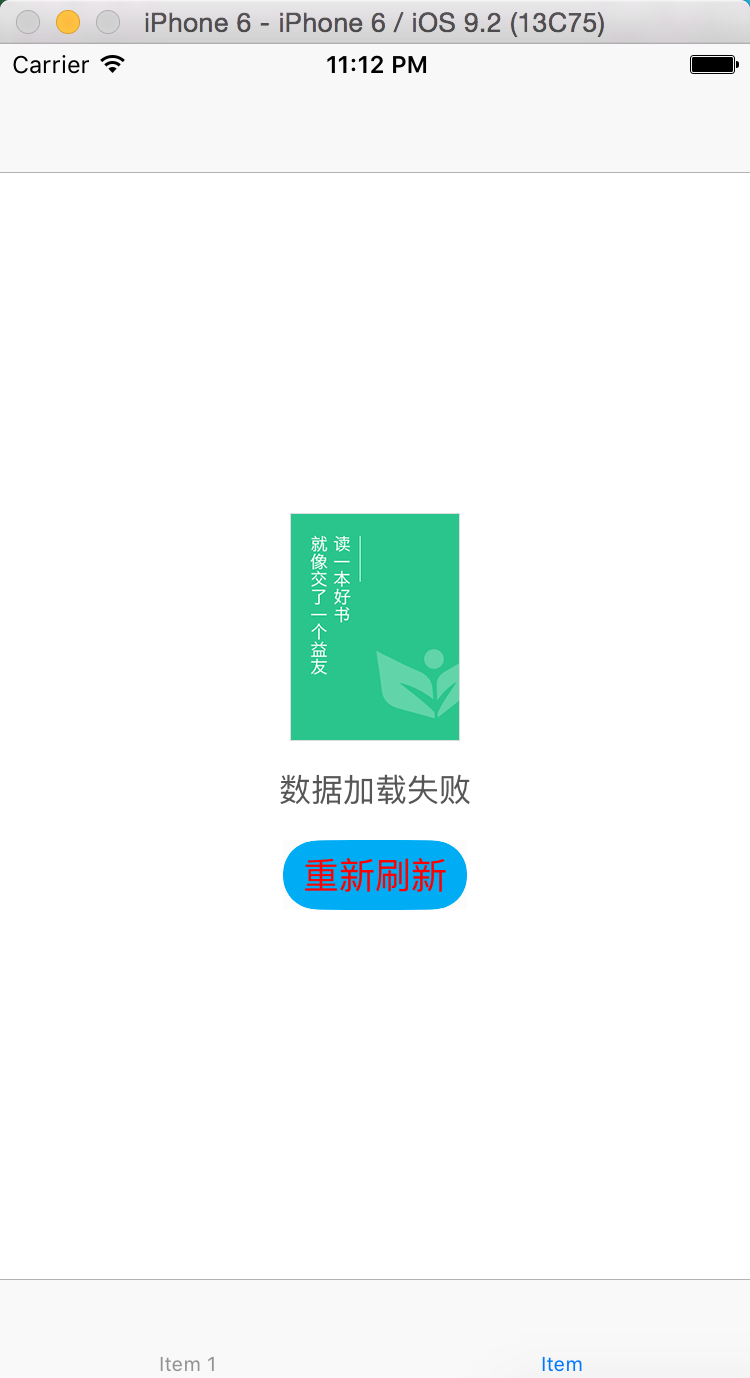 iPhone 6 - iPhone 6 / iOS 9.2 (13C75)
Carrier 11:12 PM
读一本好书
就像交了一个益友
数据加载失败
重新刷新
Item 1 Item